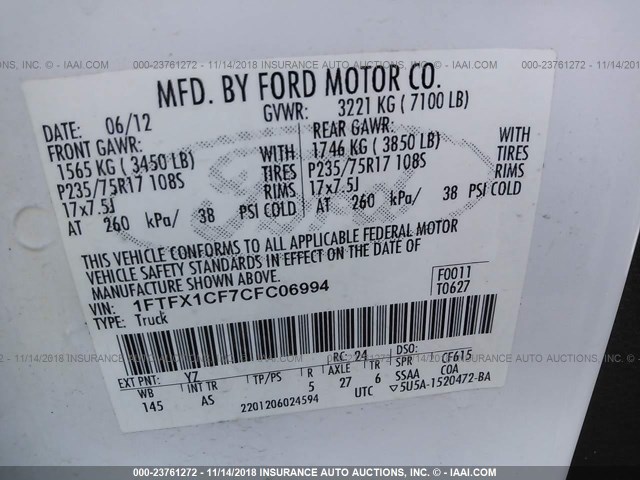 000-23761272 - 11/14/2018 INSURANCE AUTO AUCTIONS, INC. © - IAAI.COM
MFD. BY FORD MOTOR CO.
DATE: 06/12 GVWR: 3221 KG ( 7100 LB)
FRONT GAWR: REAR GAWR:
1565 KG ( 3450 LB) WITH 1746 KG ( 3850 LB) WITH
P235/75R17 108S TIRES P235/75R17 108S TIRES
17x7.5J RIMS 17x7.5J RIMS
AT 260 kPa/ 38 PSI COLD AT 260 kPa/ 38 PSI COLD
Ford
THIS VEHICLE CONFORMS TO ALL APPLICABLE FEDERAL MOTOR
VEHICLE SAFETY STANDARDS IN EFFECT ON THE DATE OF
MANUFACTURE SHOWN ABOVE.
VIN: 1FTFX1CF7CFC06994 F0011
TYPE: Truck T0627
EXT PNT: Y7 RC: 24 DSO:
WB INT TR TP/PS R AXLE TR SPR CF615
145 AS 5 27 6 SSAA C0A
2201206024594 UTC ▽5U5A-1520472-BA
000-23761272 - 11/14/2018 INSURANCE AUTO AUCTIONS, INC. © - IAAI.COM